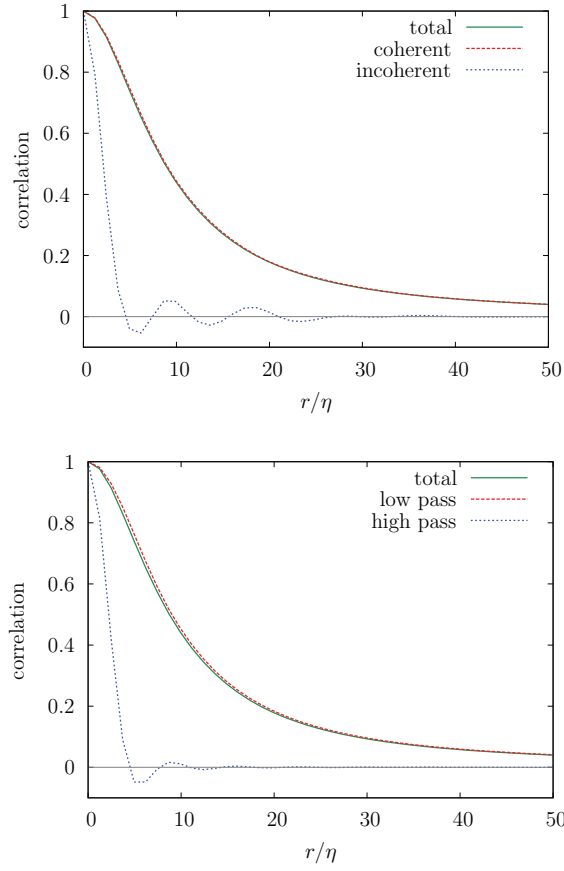 1
0.8
0.6
0.4
0.2
0
correlation
total
coherent
incoherent
0 10 20 30 40 50
r/η
1
0.8
0.6
0.4
0.2
0
correlation
total
low pass
high pass
0 10 20 30 40 50
r/η